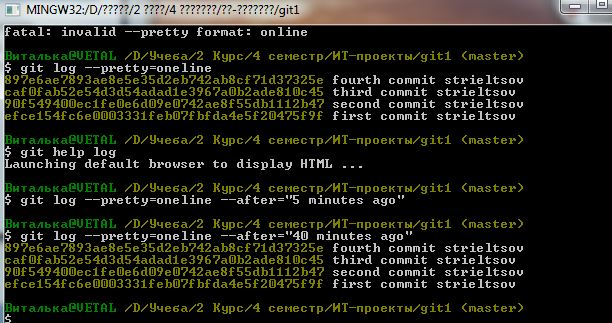 MINGW32:/D/?????/2 ????/4 ???????/??-???????/git1
fatal: invalid --pretty format: online
Виталька@VETAL /D/Учеба/2 Курс/4 семестр/ИТ-проекты/git1 (master)
$ git log --pretty=oneline
897e6ae7893ae8e5e35d2eb742ab8cf71d37325e fourth commit strieltsov
caf0fab52e54d3d54adad1e3967a0b2ade810c45 third commit strieltsov
90f549400ec1fe0e6d09e0742ae8f55db1112b47 second commit strieltsov
efce154fc6e0003331feb07fbfda4e5f20475f9f first commit strieltsov
Виталька@VETAL /D/Учеба/2 Курс/4 семестр/ИТ-проекты/git1 (master)
$ git help log
Launching default browser to display HTML ...
Виталька@VETAL /D/Учеба/2 Курс/4 семестр/ИТ-проекты/git1 (master)
$ git log --pretty=oneline --after="5 minutes ago"
Виталька@VETAL /D/Учеба/2 Курс/4 семестр/ИТ-проекты/git1 (master)
$ git log --pretty=oneline --after="40 minutes ago"
897e6ae7893ae8e5e35d2eb742ab8cf71d37325e fourth commit strieltsov
caf0fab52e54d3d54adad1e3967a0b2ade810c45 third commit strieltsov
90f549400ec1fe0e6d09e0742ae8f55db1112b47 second commit strieltsov
efce154fc6e0003331feb07fbfda4e5f20475f9f first commit strieltsov
Виталька@VETAL /D/Учеба/2 Курс/4 семестр/ИТ-проекты/git1 (master)
$